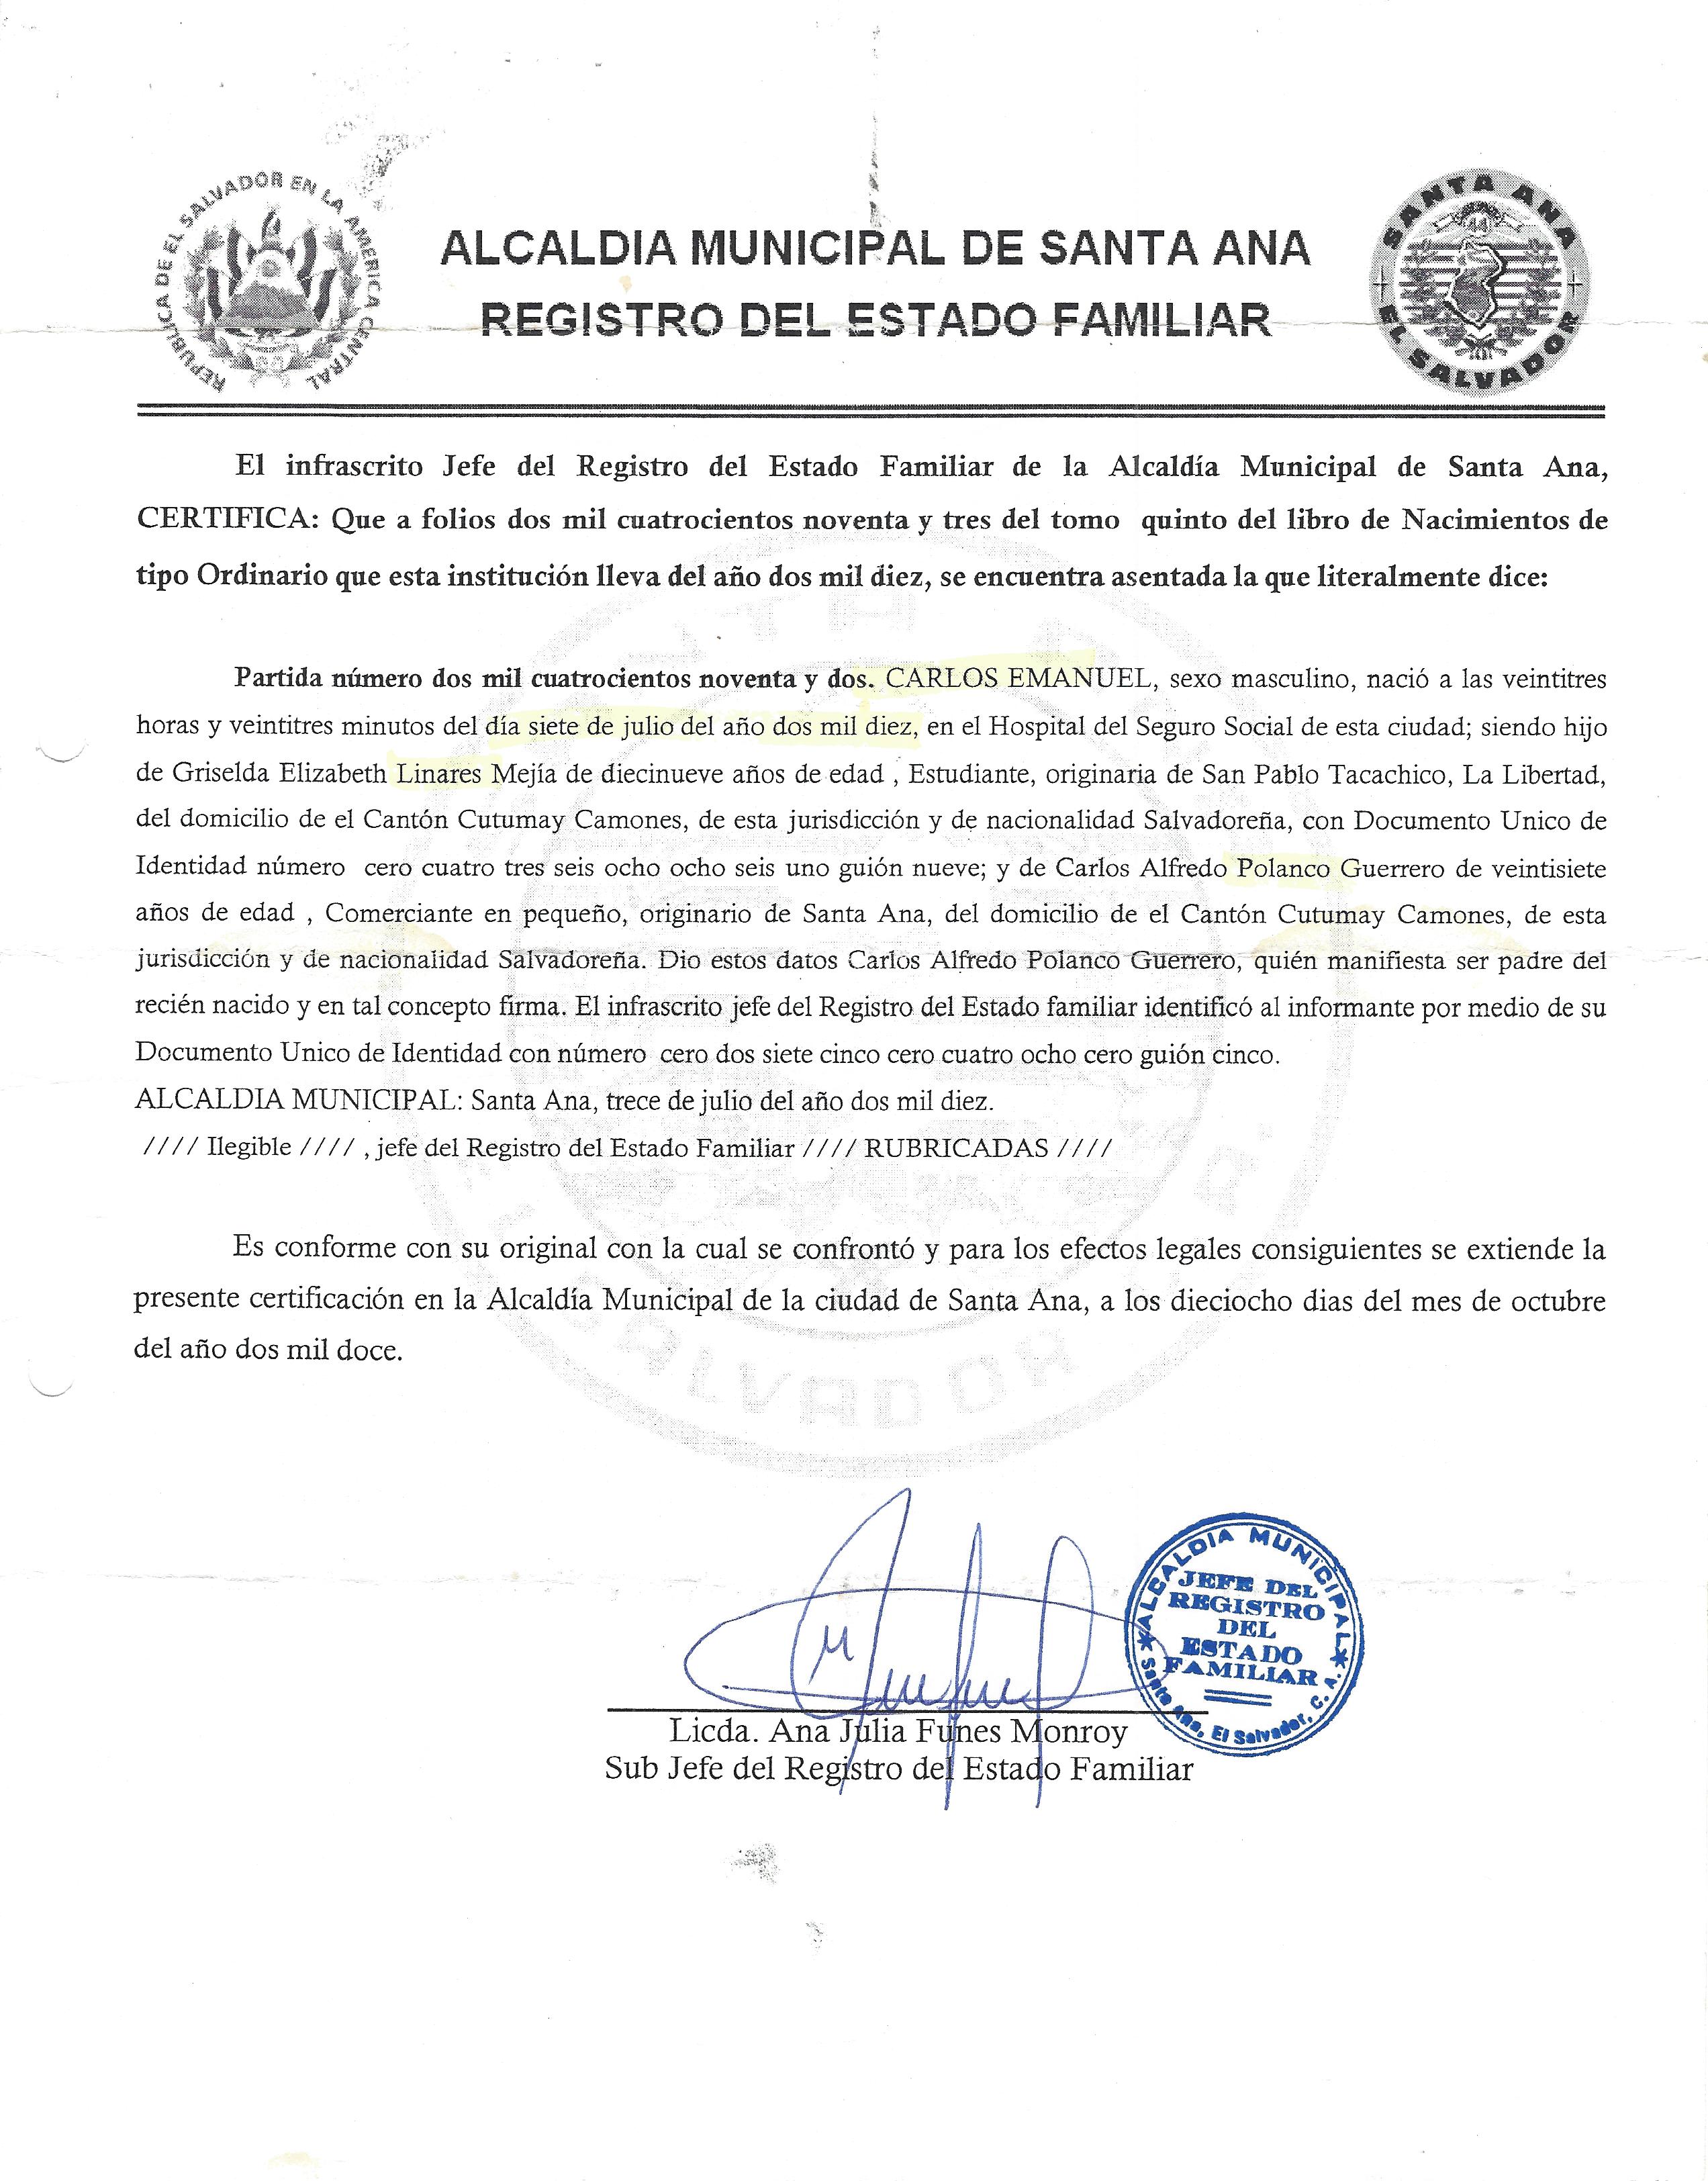 REPUBLICA DE EL SALVADOR EN LA AMERICA CENTRAL
SANTA ANA
44
EL SALVADOR
ALCALDIA MUNICIPAL DE SANTA ANA
REGISTRO DEL ESTADO FAMILIAR
El infrascrito Jefe del Registro del Estado Familiar de la Alcaldía Municipal de Santa Ana,
CERTIFICA: Que a folios dos mil cuatrocientos noventa y tres del tomo quinto del libro de Nacimientos de
tipo Ordinario que esta institución lleva del año dos mil diez, se encuentra asentada la que literalmente dice:
Partida número dos mil cuatrocientos noventa y dos. CARLOS EMANUEL, sexo masculino, nació a las veintitres
horas y veintitres minutos del día siete de julio del año dos mil diez, en el Hospital del Seguro Social de esta ciudad; siendo hijo
de Griselda Elizabeth Linares Mejía de diecinueve años de edad , Estudiante, originaria de San Pablo Tacachico, La Libertad,
del domicilio de el Cantón Cutumay Camones, de esta jurisdicción y de nacionalidad Salvadoreña, con Documento Unico de
Identidad número cero cuatro tres seis ocho ocho seis uno guión nueve; y de Carlos Alfredo Polanco Guerrero de veintisiete
años de edad , Comerciante en pequeño, originario de Santa Ana, del domicilio de el Cantón Cutumay Camones, de esta
jurisdicción y de nacionalidad Salvadoreña. Dio estos datos Carlos Alfredo Polanco Guerrero, quién manifiesta ser padre del
recién nacido y en tal concepto firma. El infrascrito jefe del Registro del Estado familiar identificó al informante por medio de su
Documento Unico de Identidad con número cero dos siete cinco cero cuatro ocho cero guión cinco.
ALCALDIA MUNICIPAL: Santa Ana, trece de julio del año dos mil diez.
//// Ilegible //// , jefe del Registro del Estado Familiar //// RUBRICADAS ////
Es conforme con su original con la cual se confrontó y para los efectos legales consiguientes se extiende la
presente certificación en la Alcaldía Municipal de la ciudad de Santa Ana, a los dieciocho dias del mes de octubre
del año dos mil doce.
SALVADOR
ALCALDIA MUNICIPAL
JEFE DEL
REGISTRO
DEL
ESTADO
FAMILIAR
Santa Ana, El Salvador, C. A.
Licda. Ana Julia Funes Monroy
Sub Jefe del Registro del Estado Familiar